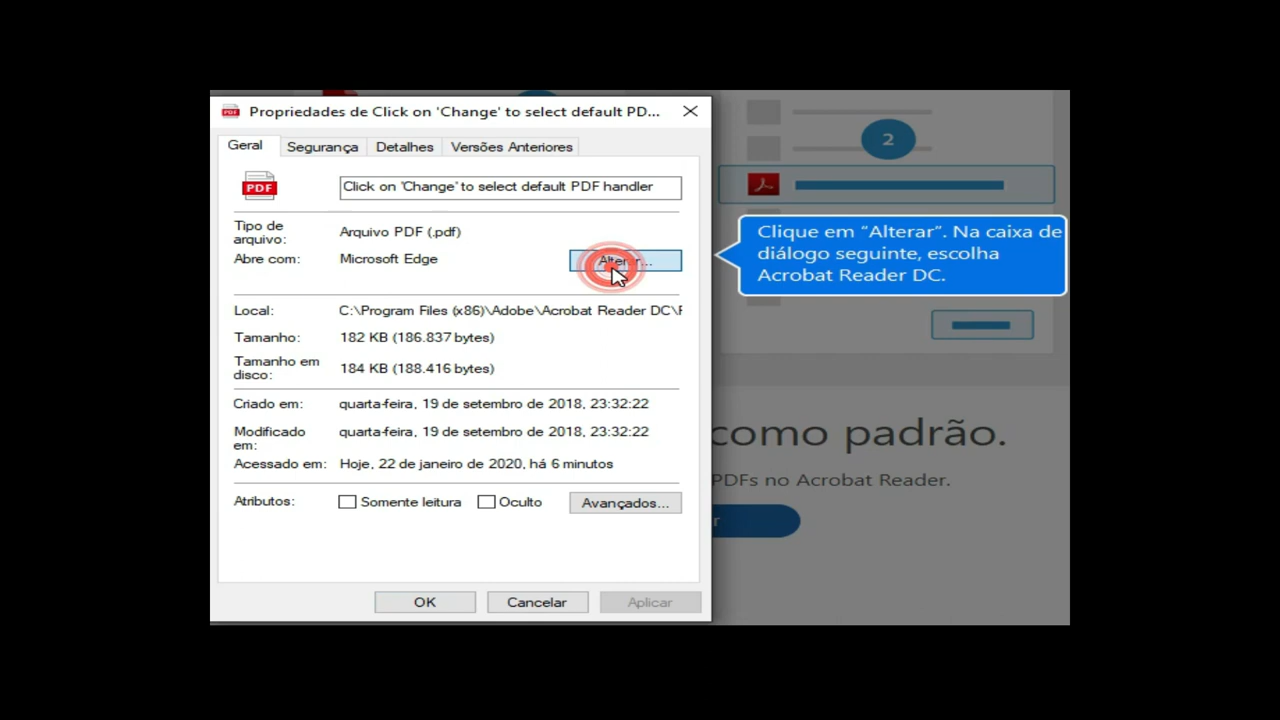 Propriedades de Click on 'Change' to select default PD...
Geral
Segurança
Detalhes
Versões Anteriores
PDF
Click on 'Change' to select default PDF handler
Tipo de
arquivo:
Arquivo PDF (.pdf)
Abre com:
Microsoft Edge
Alterar...
Local:
C:\Program Files (x86)\Adobe\Acrobat Reader DC\F
Tamanho:
182 KB (186.837 bytes)
Tamanho em
disco:
184 KB (188.416 bytes)
Criado em:
quarta-feira, 19 de setembro de 2018, 23:32:22
Modificado
em:
quarta-feira, 19 de setembro de 2018, 23:32:22
Acessado em:
Hoje, 22 de janeiro de 2020, há 6 minutos
Atributos:
Somente leitura
Oculto
Avançados...
OK
Cancelar
Aplicar
2
Clique em “Alterar”. Na caixa de
diálogo seguinte, escolha
Acrobat Reader DC.
como padrão.
PDFs no Acrobat Reader.
r